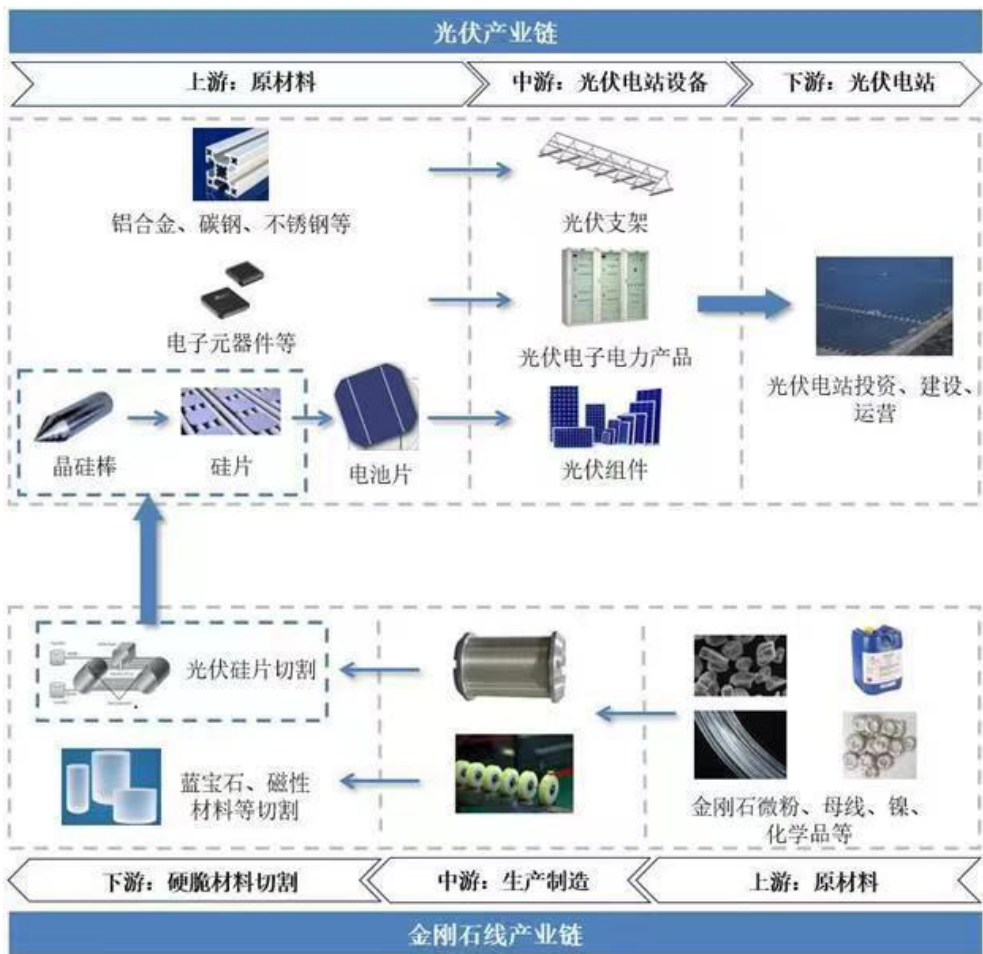 光伏产业链
上游：原材料
中游：光伏电站设备
下游：光伏电站
铝合金、碳钢、不锈钢等
光伏支架
电子元器件等
光伏电子电力产品
光伏电站投资、建设、
运营
晶硅棒
硅片
电池片
光伏组件
光伏硅片切割
蓝宝石、磁性
材料等切割
金刚石微粉、母线、镍、
化学品等
下游：硬脆材料切割
中游：生产制造
上游：原材料
金刚石线产业链